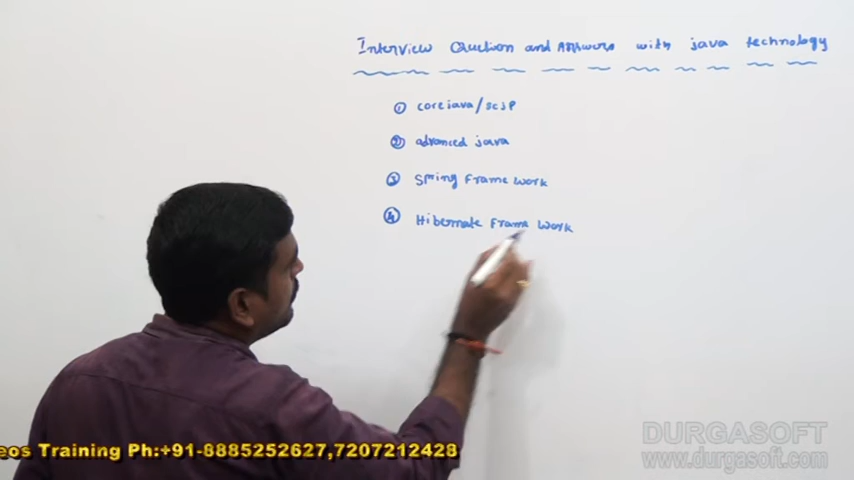 Interview Quetion and Answers with java technology
① core java/SCJP
② advanced java
③ Spring Frame Work
④ Hibernate Frame Work
eos Training Ph:+91-8885252627,7207212428
DURGASOFT
www.durgasoft.com